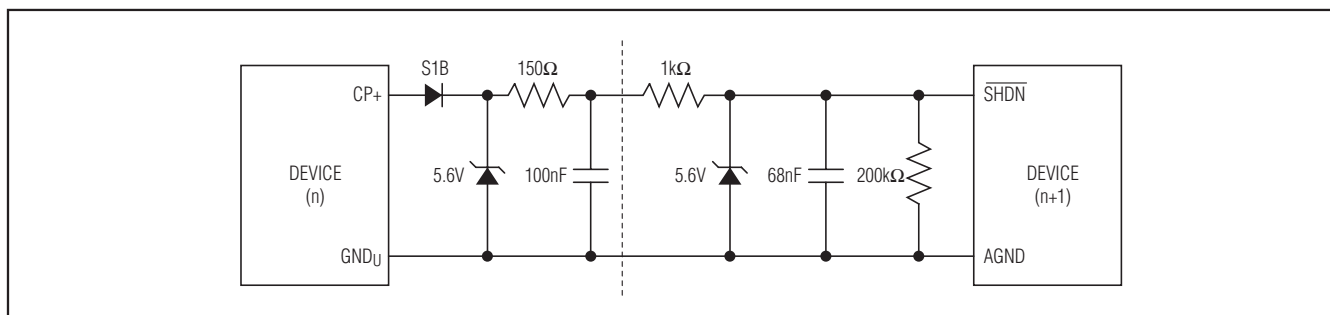 S1B
150Ω
1kΩ
CP+
SHDN
DEVICE
(n)
5.6V
100nF
5.6V
68nF
200kΩ
DEVICE
(n+1)
GNDU
AGND